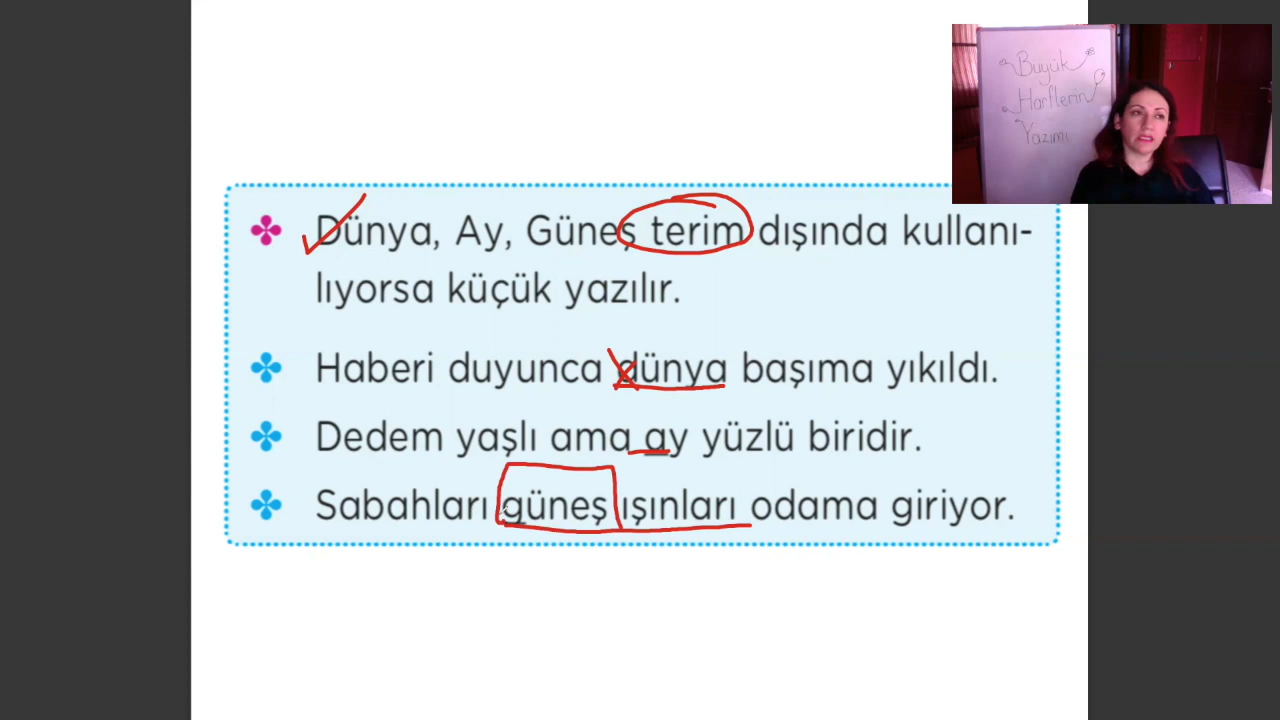 Büyük
Harflerin
Yazımı
Dünya, Ay, Güneş terim dışında kullanı-
lıyorsa küçük yazılır.
Haberi duyunca dünya başıma yıkıldı.
Dedem yaşlı ama ay yüzlü biridir.
Sabahları güneş ışınları odama giriyor.